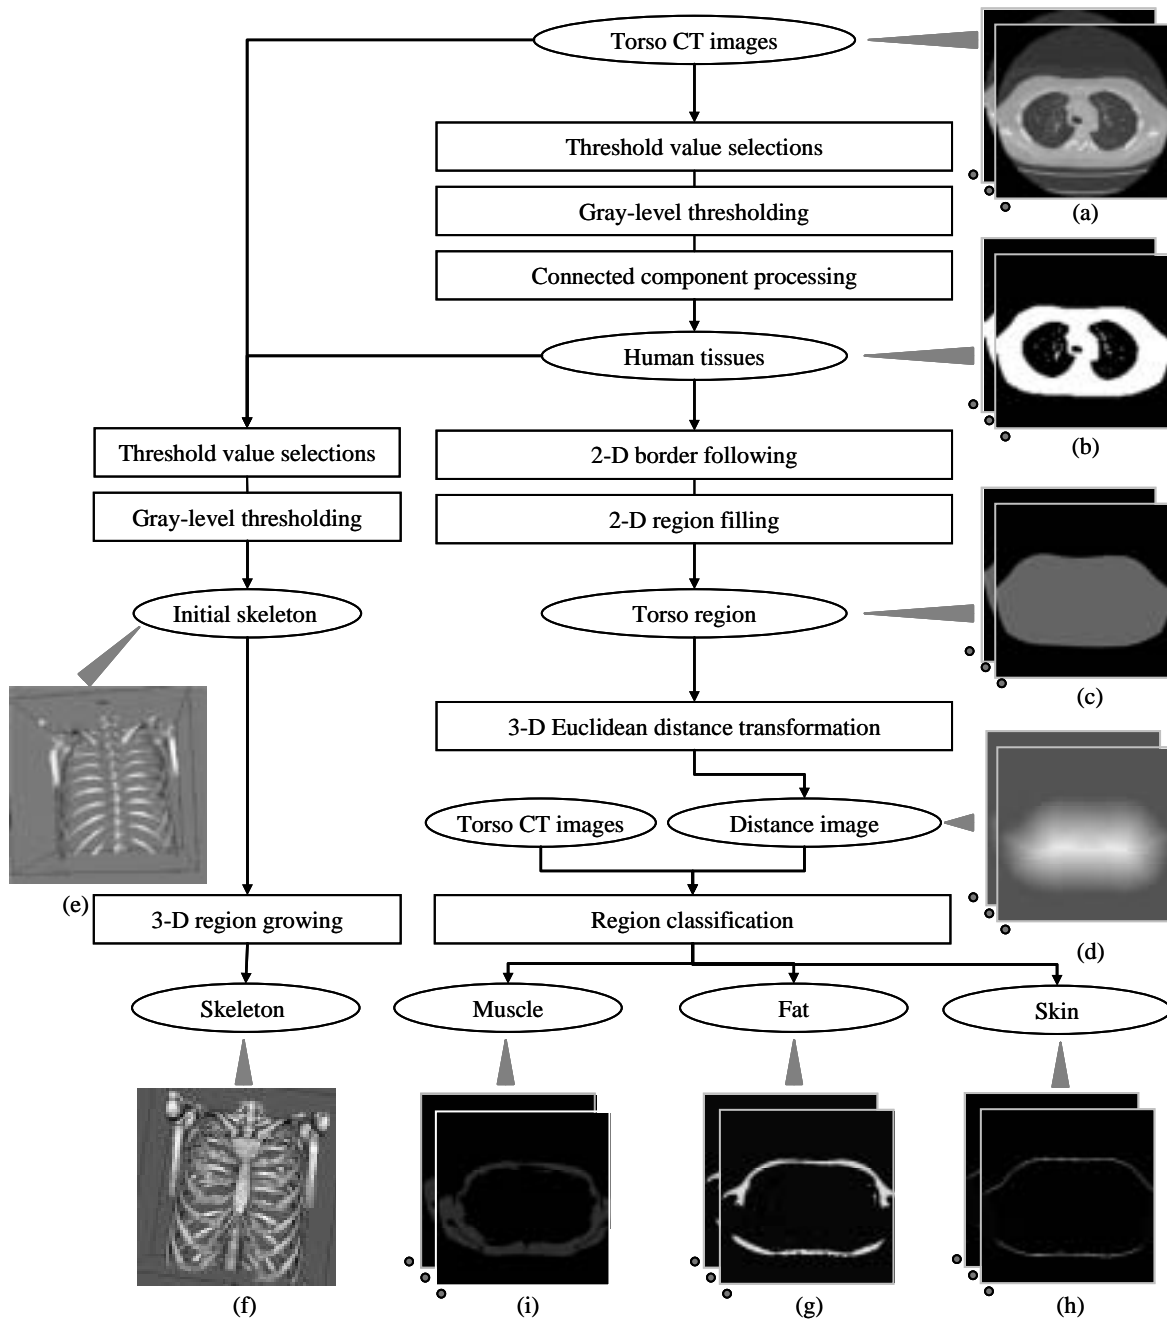 Torso CT images
Threshold value selections
Gray-level thresholding
(a)
Connected component processing
Human tissues
(b)
Threshold value selections
2-D border following
Gray-level thresholding
2-D region filling
Initial skeleton
Torso region
(c)
3-D Euclidean distance transformation
Torso CT images
Distance image
(e)
3-D region growing
Region classification
(d)
Skeleton
Muscle
Fat
Skin
(f)
(i)
(g)
(h)